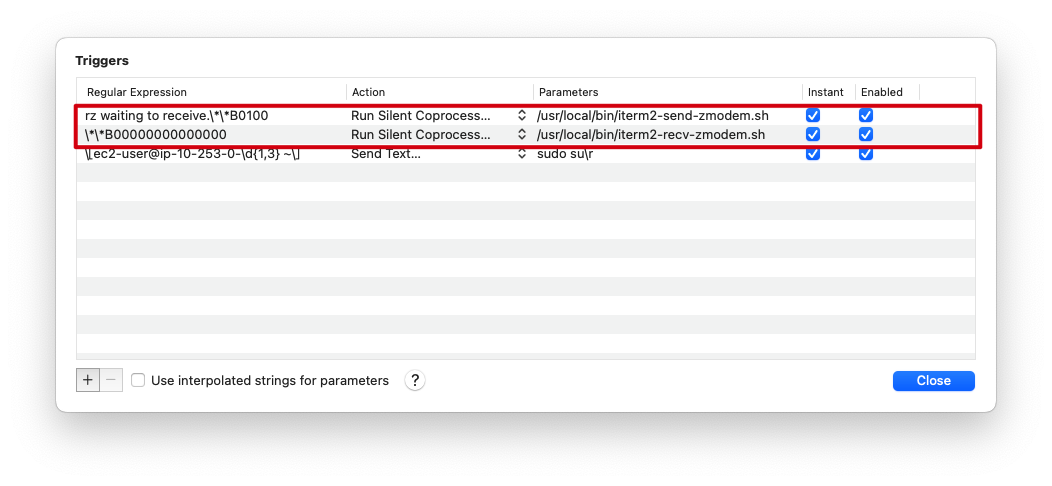 Triggers
Regular Expression Action Parameters Instant Enabled
rz waiting to receive.\*\*B0100 Run Silent Coprocess... /usr/local/bin/iterm2-send-zmodem.sh
\*\*B00000000000000 Run Silent Coprocess... /usr/local/bin/iterm2-recv-zmodem.sh
\[ec2-user@ip-10-253-0-\d{1,3} ~\] Send Text... sudo su\r
+ − Use interpolated strings for parameters ? Close